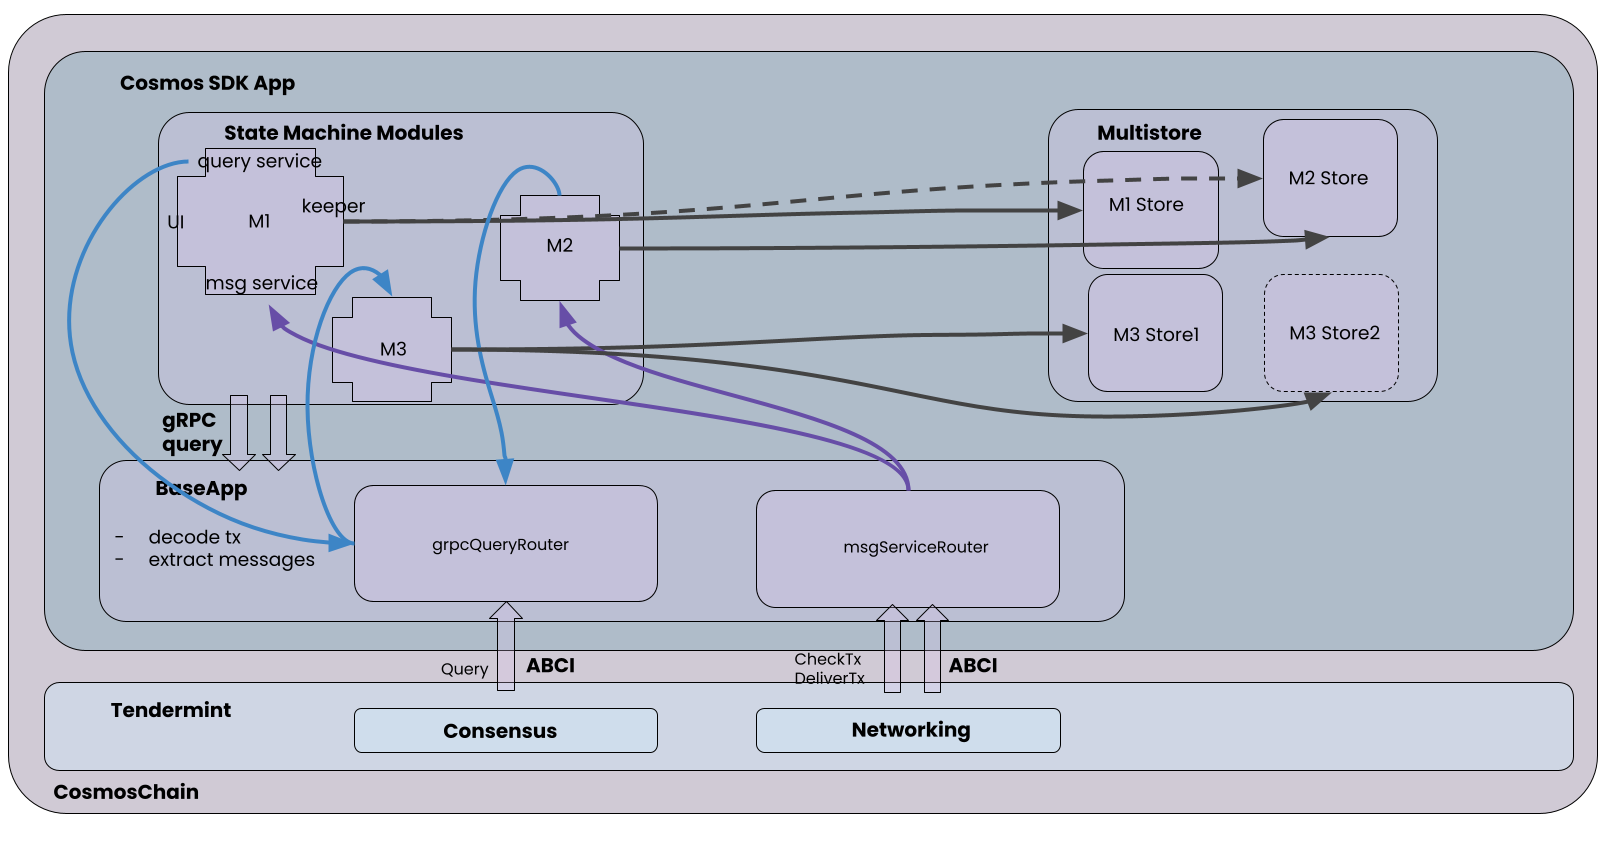 Cosmos SDK App
State Machine Modules
query service
keeper
UI
M1
msg service
M2
M3
Multistore
M1 Store
M2 Store
M3 Store1
M3 Store2
gRPC
query
BaseApp
- decode tx
- extract messages
grpcQueryRouter
msgServiceRouter
Query
ABCI
CheckTx
DeliverTx
ABCI
Tendermint
Consensus
Networking
CosmosChain